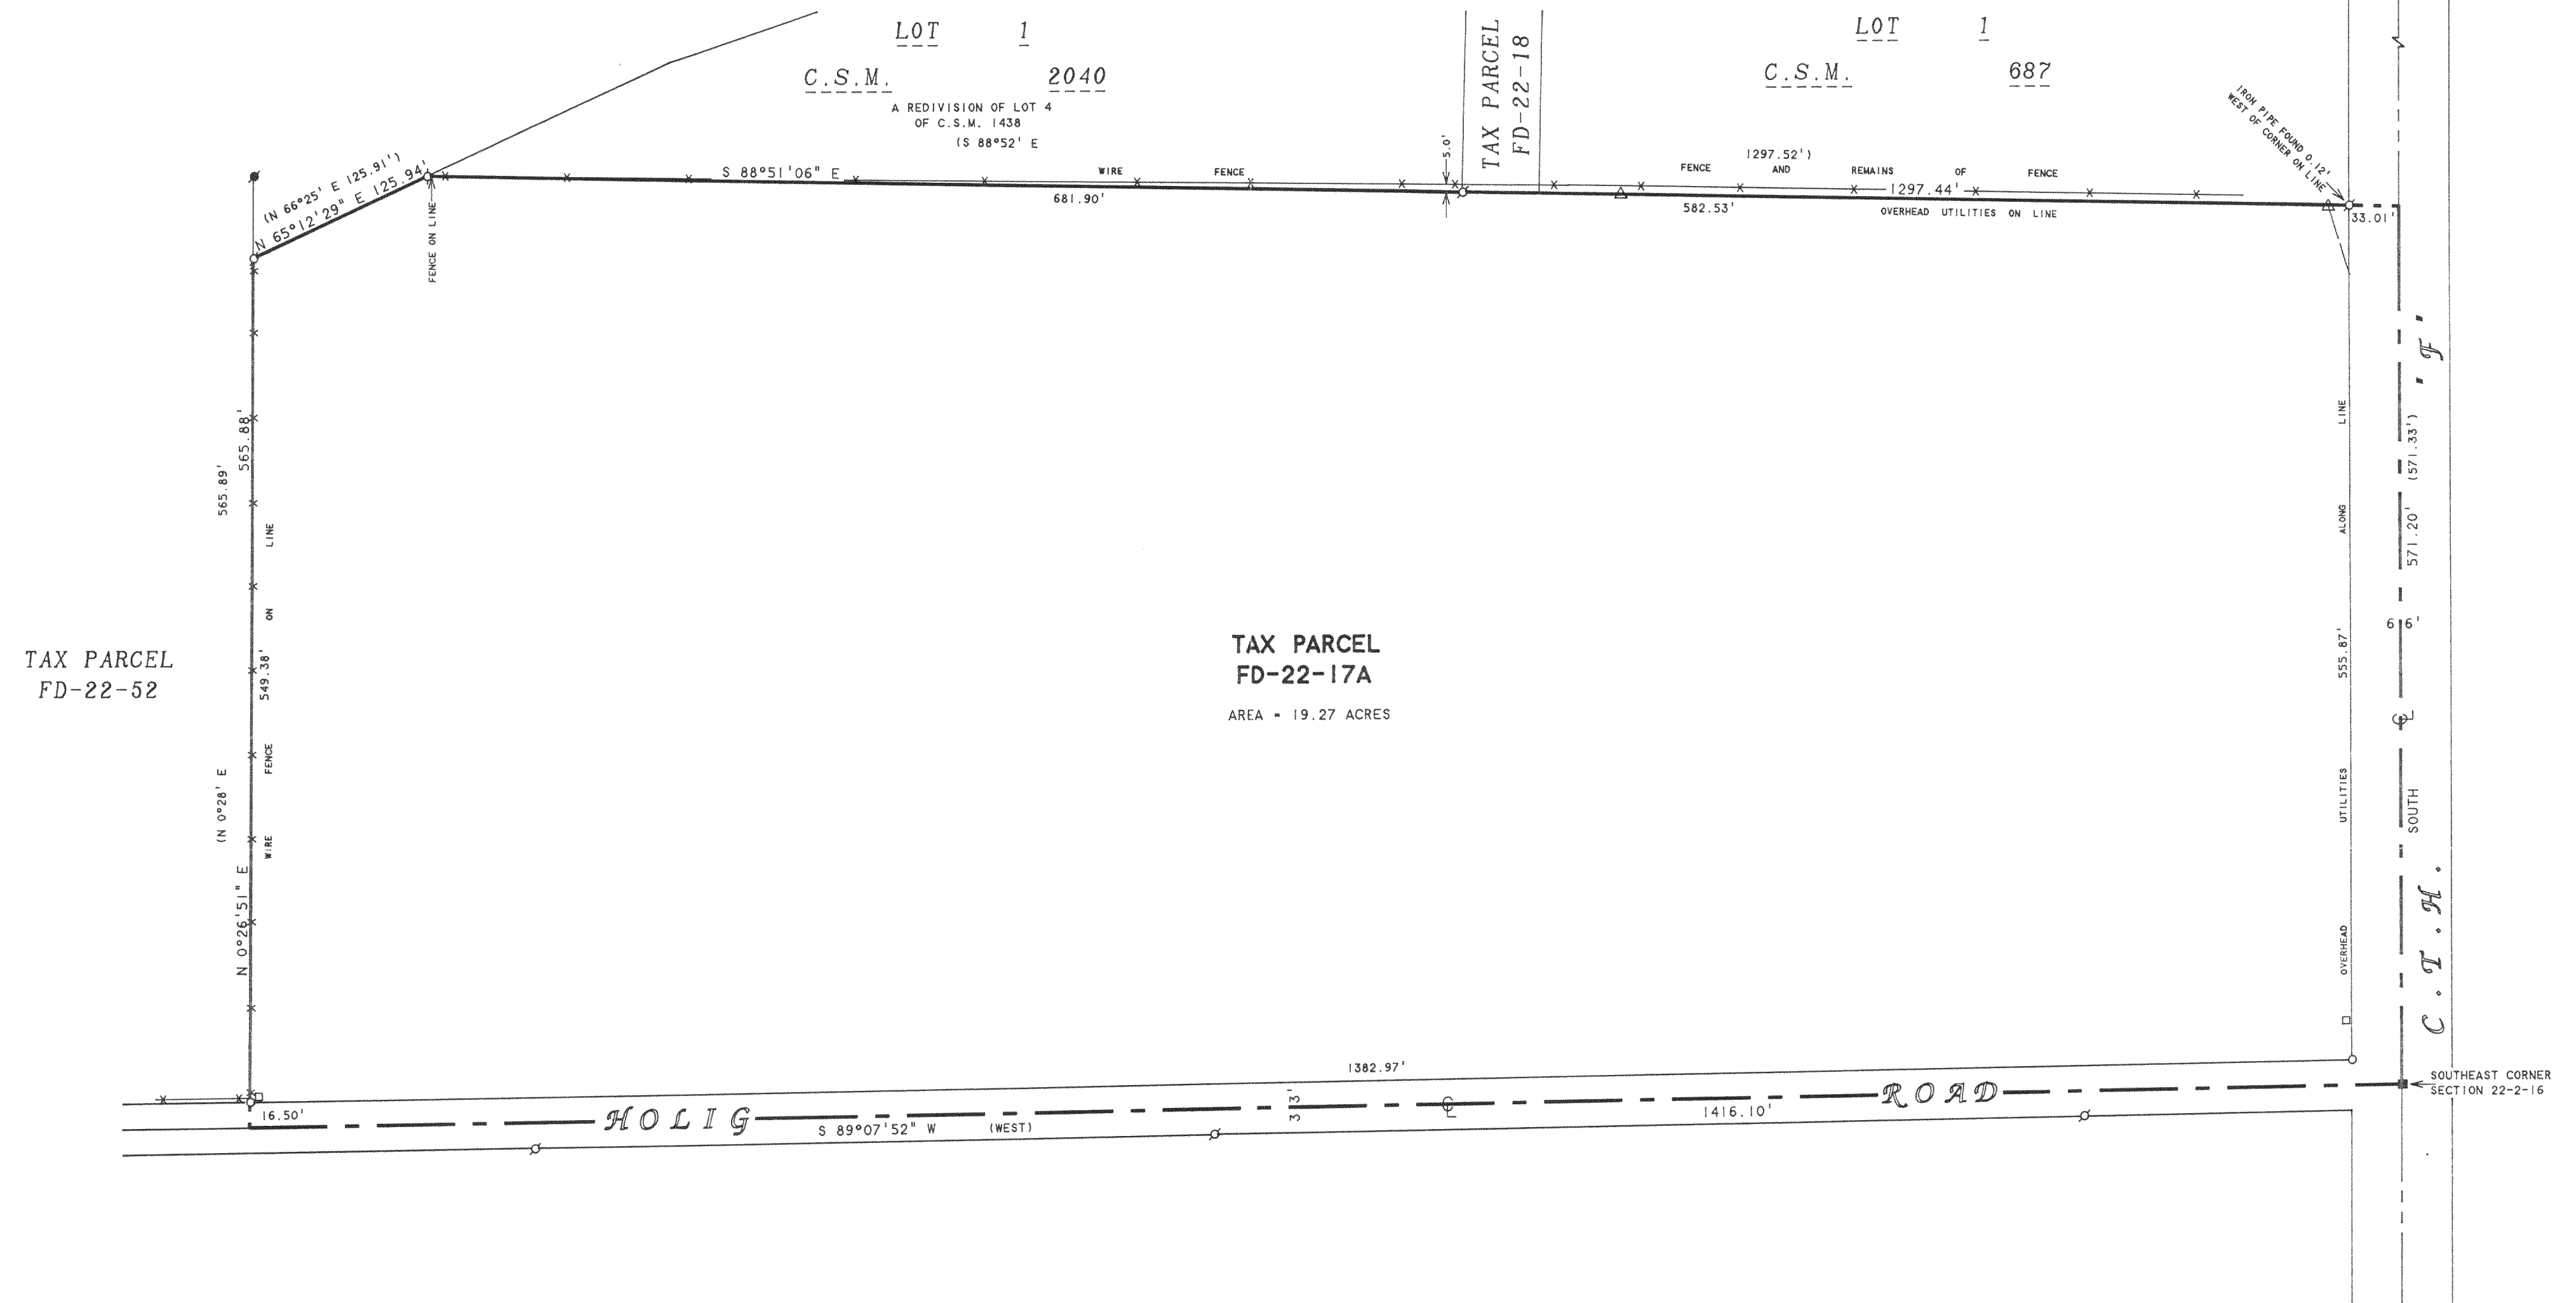 LOT 1
C.S.M. 2040
A REDIVISION OF LOT 4
OF C.S.M. 1438
(S 88°52' E
TAX PARCEL
FD-22-18
LOT 1
C.S.M. 687
IRON PIPE FOUND 0.12'
WEST OF CORNER ON LINE
(N 66°25' E 125.91')
N 65°12'29" E 125.94'
FENCE ON LINE
S 88°51'06" E
WIRE FENCE
681.90'
5.0'
1297.52')
FENCE AND REMAINS OF FENCE
1297.44'
582.53'
OVERHEAD UTILITIES ON LINE
33.01'
565.89'
(N 0°28' E
565.88'
N 0°26'51" E
549.38'
WIRE FENCE ON LINE
TAX PARCEL
FD-22-52
TAX PARCEL
FD-22-17A
AREA = 19.27 ACRES
OVERHEAD UTILITIES ALONG LINE
555.87'
66'
SOUTH 571.20' (571.33')
C.T.H. "F"
1382.97'
16.50'
HOLIG ROAD
33'
1416.10'
S 89°07'52" W (WEST)
SOUTHEAST CORNER
SECTION 22-2-16